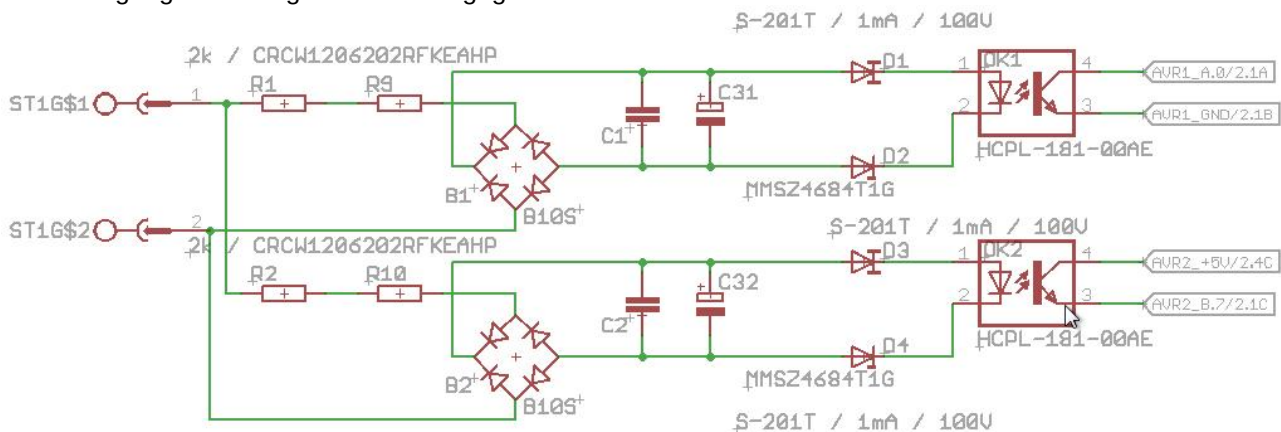 S-201T / 1mA / 100V
2k / CRCW1206202RFKEAHP
D1
1
OK1
4
R1
R9
AVR1_A.0/2.1A
ST1G$1
1
C31
2
3
AVR1_GND/2.1B
C1
D2
HCPL-181-00AE
B1
MMSZ4684T1G
B10S
ST1G$2
2
S-201T / 1mA / 100V
2k / CRCW1206202RFKEAHP
D3
1
OK2
4
R2
R10
AVR2_+5V/2.4C
C32
2
3
AVR2_B.7/2.1C
C2
D4
HCPL-181-00AE
B2
MMSZ4684T1G
B10S
S-201T / 1mA / 100V